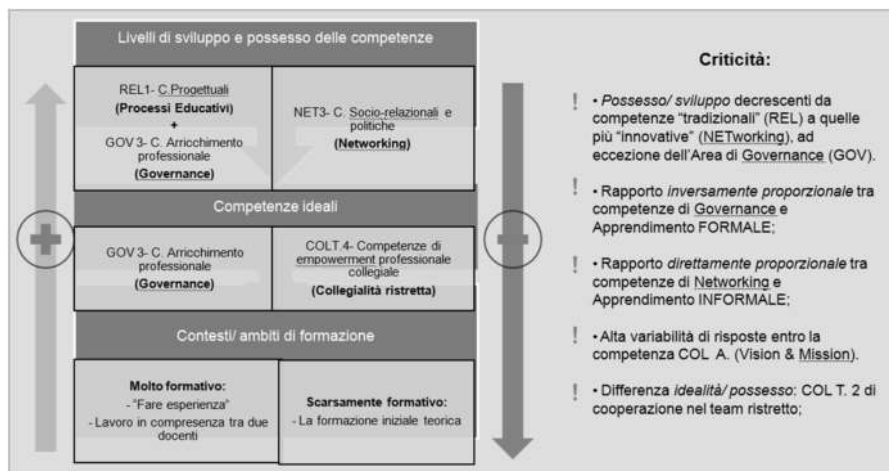 Livelli di sviluppo e possesso delle competenze
REL1- C.Progettuali
(Processi Educativi)
+
GOV 3- C. Arricchimento
professionale
(Governance)
NET3- C. Socio-relazionali e
politiche
(Networking)
Competenze ideali
GOV 3- C. Arricchimento
professionale
(Governance)
COLT.4- Competenze di
empowerment professionale
collegiale
(Collegialità ristretta)
Contesti/ ambiti di formazione
Molto formativo:
- "Fare esperienza"
- Lavoro in compresenza tra due
docenti
Scarsamente formativo:
- La formazione iniziale teorica
Criticità:
! • Possesso/ sviluppo decrescenti da
competenze "tradizionali" (REL) a quelle
più "innovative" (NETworking), ad
eccezione dell'Area di Governance (GOV).
! • Rapporto inversamente proporzionale tra
competenze di Governance e
Apprendimento FORMALE;
! • Rapporto direttamente proporzionale tra
competenze di Networking e
Apprendimento INFORMALE;
! • Alta variabilità di risposte entro la
competenza COL A. (Vision & Mission).
! • Differenza idealità/ possesso: COL T. 2 di
cooperazione nel team ristretto;